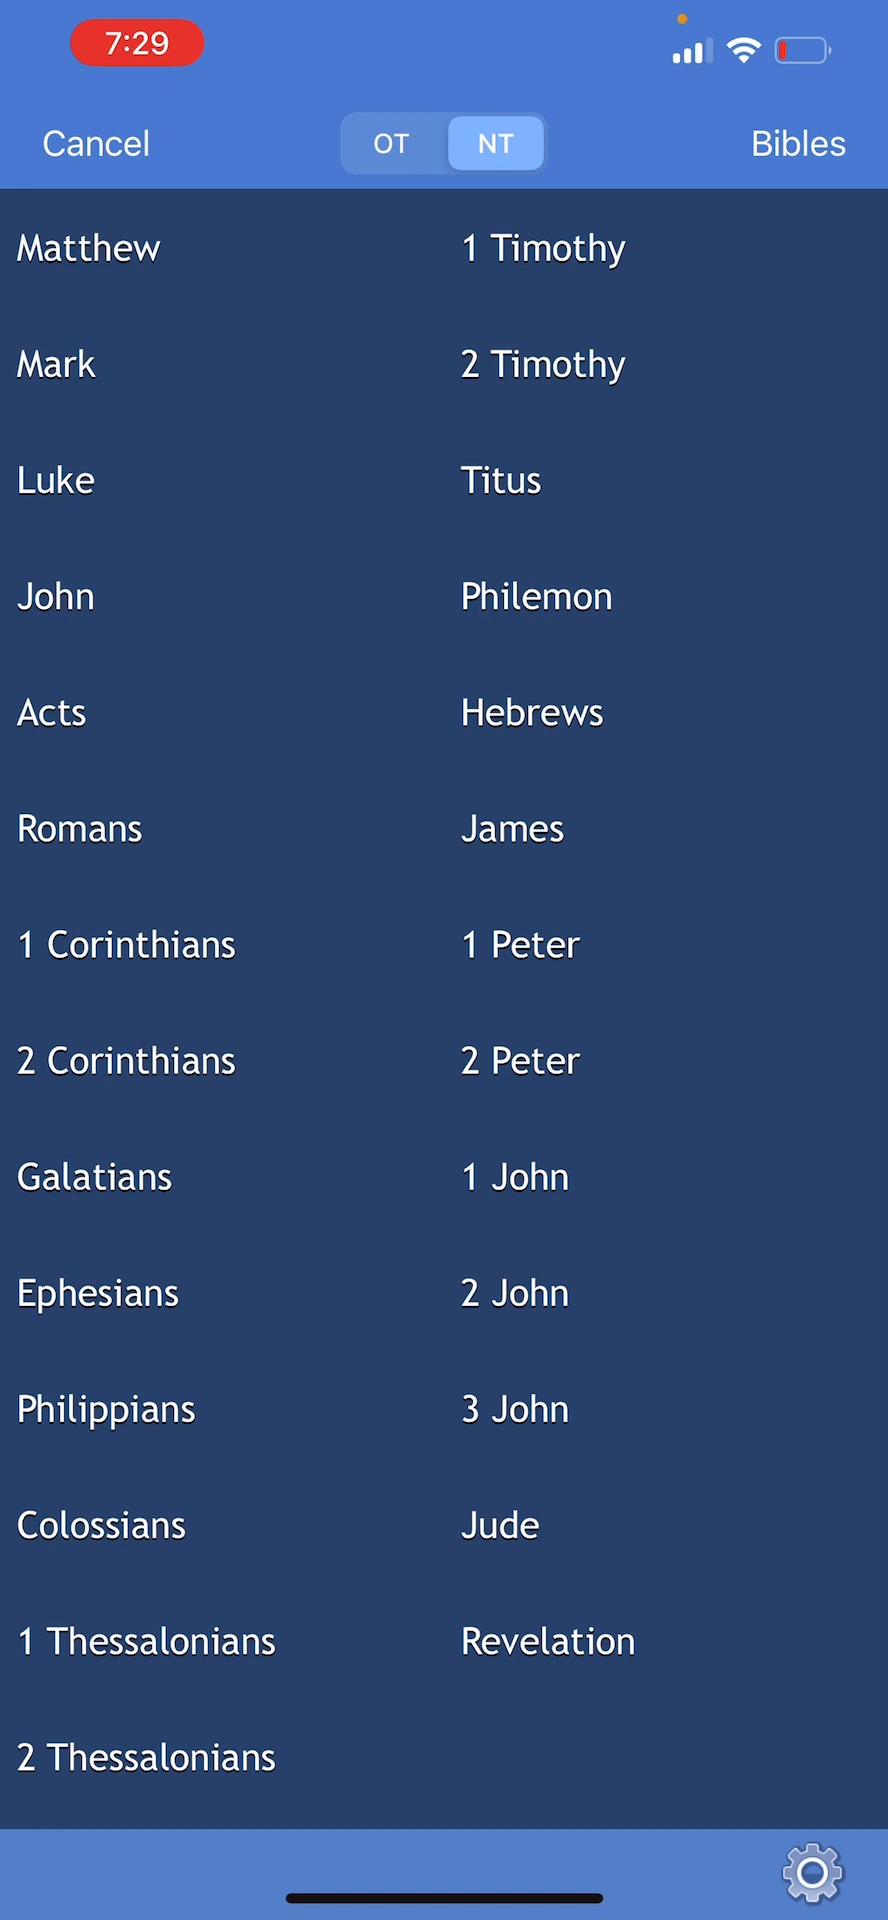 7:29
Cancel
OT
NT
Bibles
Matthew
Mark
Luke
John
Acts
Romans
1 Corinthians
2 Corinthians
Galatians
Ephesians
Philippians
Colossians
1 Thessalonians
2 Thessalonians
1 Timothy
2 Timothy
Titus
Philemon
Hebrews
James
1 Peter
2 Peter
1 John
2 John
3 John
Jude
Revelation